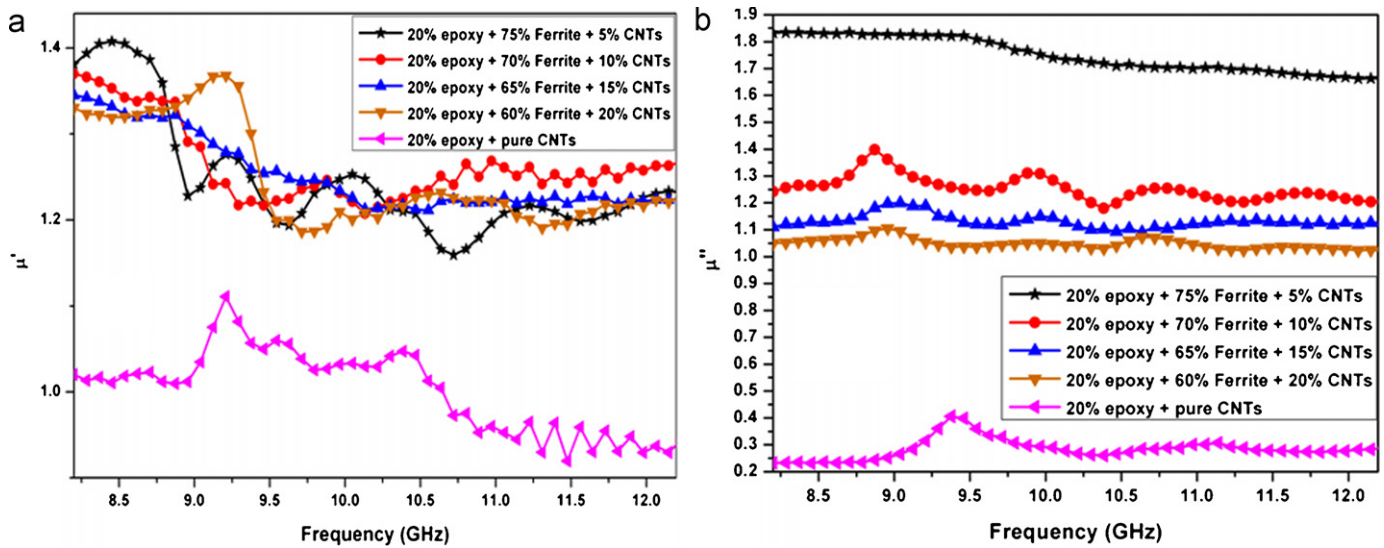 a
20% epoxy + 75% Ferrite + 5% CNTs
20% epoxy + 70% Ferrite + 10% CNTs
20% epoxy + 65% Ferrite + 15% CNTs
20% epoxy + 60% Ferrite + 20% CNTs
20% epoxy + pure CNTs
1.4
1.3
1.2
1.0
μ'
8.5 9.0 9.5 10.0 10.5 11.0 11.5 12.0
Frequency (GHz)
b
1.9
1.8
1.7
1.6
1.5
1.4
1.3
1.2
1.1
1.0
0.9
0.8
0.7
0.6
0.5
0.4
0.3
0.2
μ"
20% epoxy + 75% Ferrite + 5% CNTs
20% epoxy + 70% Ferrite + 10% CNTs
20% epoxy + 65% Ferrite + 15% CNTs
20% epoxy + 60% Ferrite + 20% CNTs
20% epoxy + pure CNTs
8.5 9.0 9.5 10.0 10.5 11.0 11.5 12.0
Frequency (GHz)